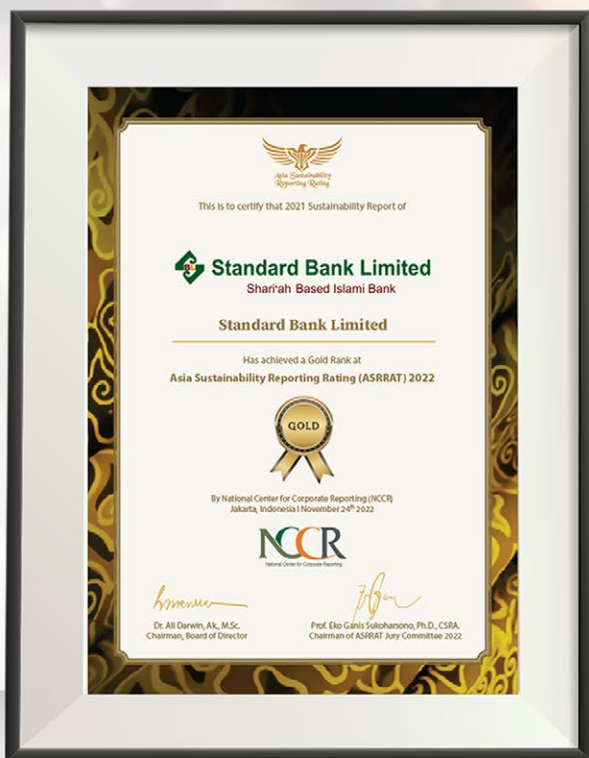 Asia Sustainability
Reporting Rating
This is to certify that 2021 Sustainability Report of
SBL
Standard Bank Limited
Shari'ah Based Islami Bank
Standard Bank Limited
Has achieved a Gold Rank at
Asia Sustainability Reporting Rating (ASRRAT) 2022
GOLD
By National Center for Corporate Reporting (NCCR)
Jakarta, Indonesia I November 24th 2022
NCCR
National Center for Corporate Reporting
Dr. Ali Darwin, Ak., M.Sc.
Chairman, Board of Director
Prof. Eko Ganis Sukoharsono, Ph.D., CSRA.
Chairman of ASRRAT Jury Committee 2022